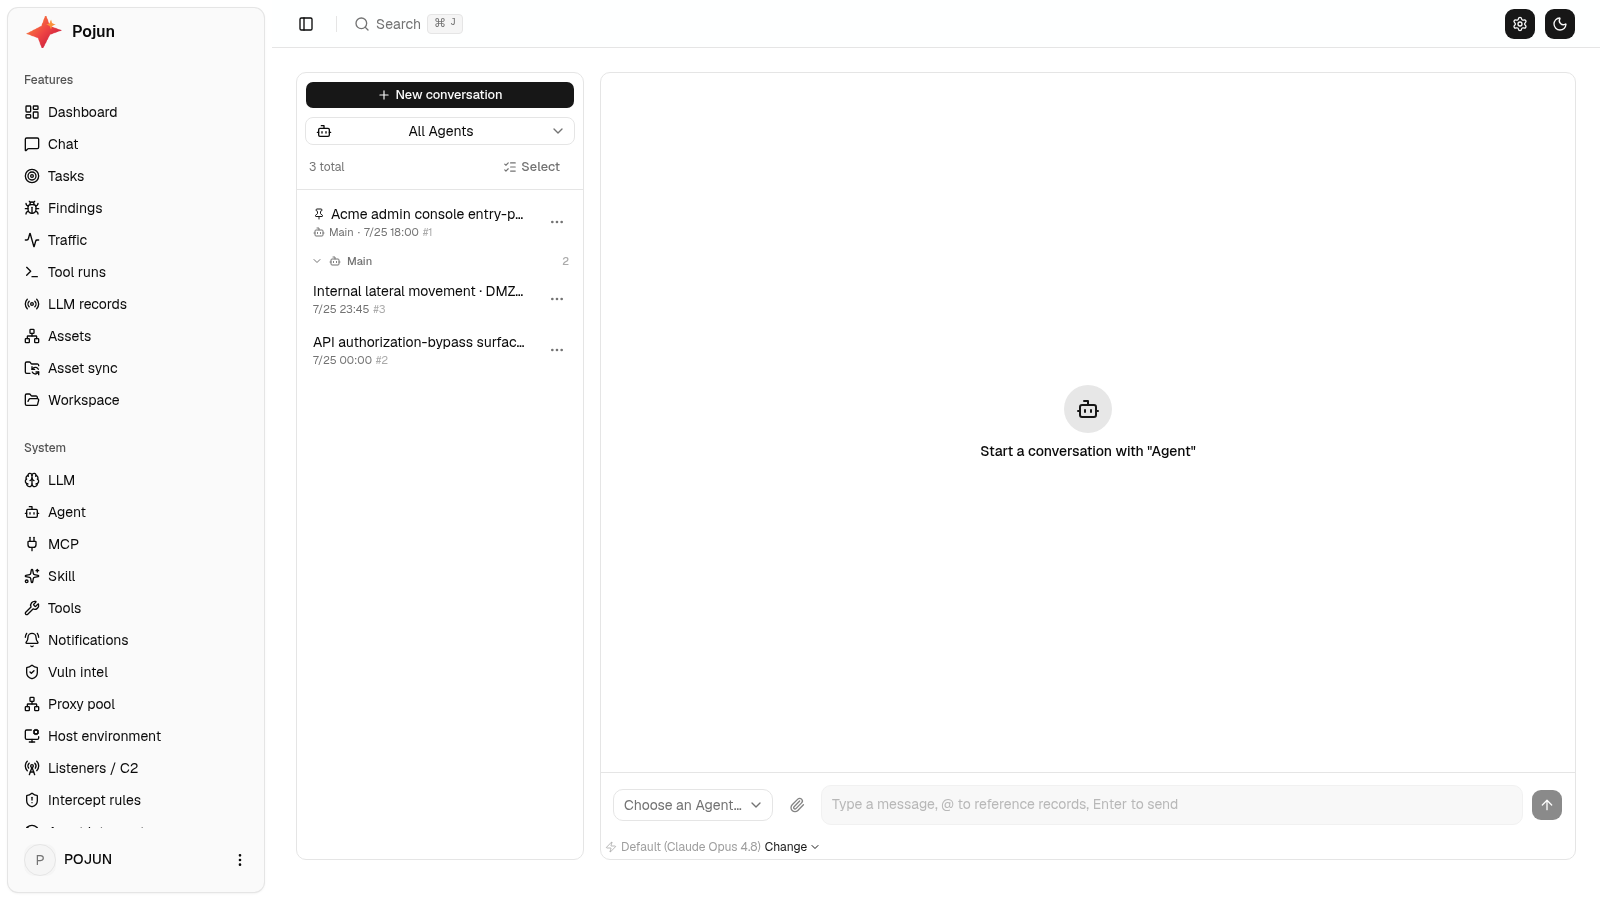 Pojun
Features
Dashboard
Chat
Tasks
Findings
Traffic
Tool runs
LLM records
Assets
Asset sync
Workspace
System
LLM
Agent
MCP
Skill
Tools
Notifications
Vuln intel
Proxy pool
Host environment
Listeners / C2
Intercept rules
P POJUN
Search ⌘ J
New conversation
All Agents
3 total Select
Acme admin console entry-p...
Main · 7/25 18:00 #1
Main 2
Internal lateral movement · DMZ...
7/25 23:45 #3
API authorization-bypass surfac...
7/25 00:00 #2
Start a conversation with "Agent"
Choose an Agent... Type a message, @ to reference records, Enter to send
Default (Claude Opus 4.8) Change